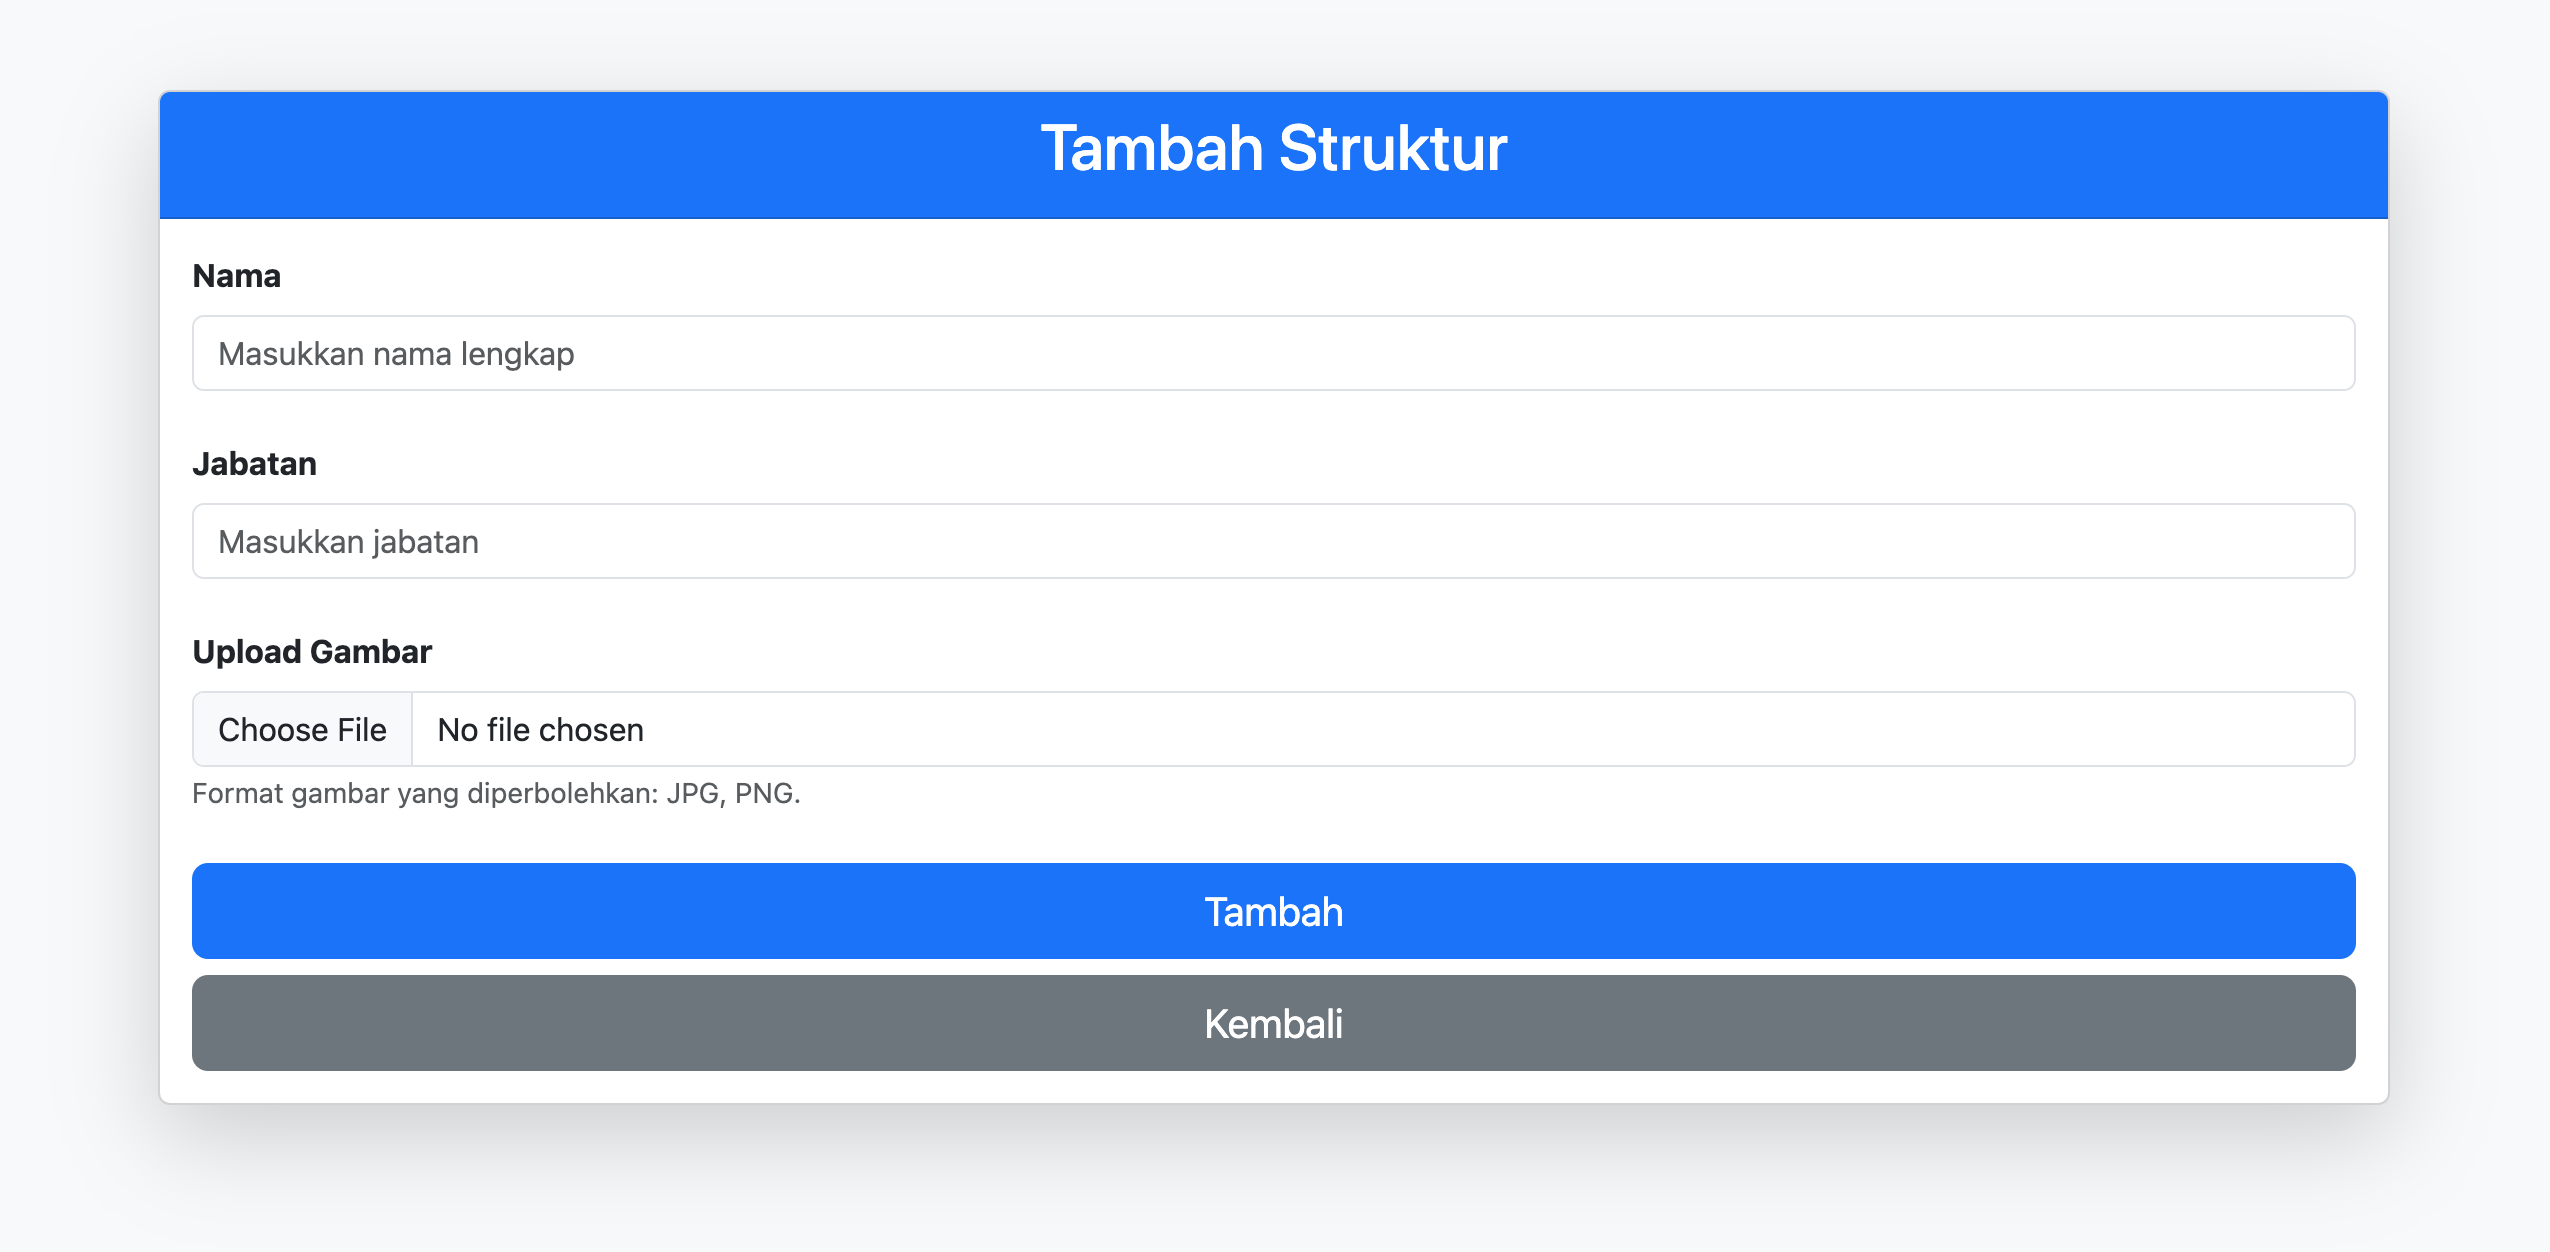 Tambah Struktur
Nama
Masukkan nama lengkap
Jabatan
Masukkan jabatan
Upload Gambar
Choose File No file chosen
Format gambar yang diperbolehkan: JPG, PNG.
Tambah
Kembali